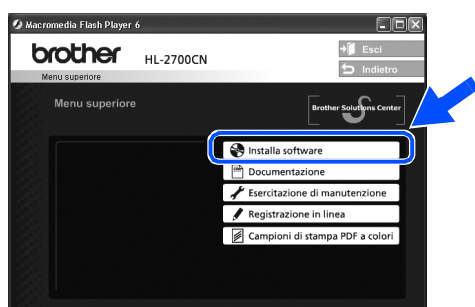 Macromedia Flash Player 6
brother
HL-2700CN
Esci
Indietro
Menu superiore
Menu superiore
Brother Solutions Center
Installa software
Documentazione
Esercitazione di manutenzione
Registrazione in linea
Campioni di stampa PDF a colori